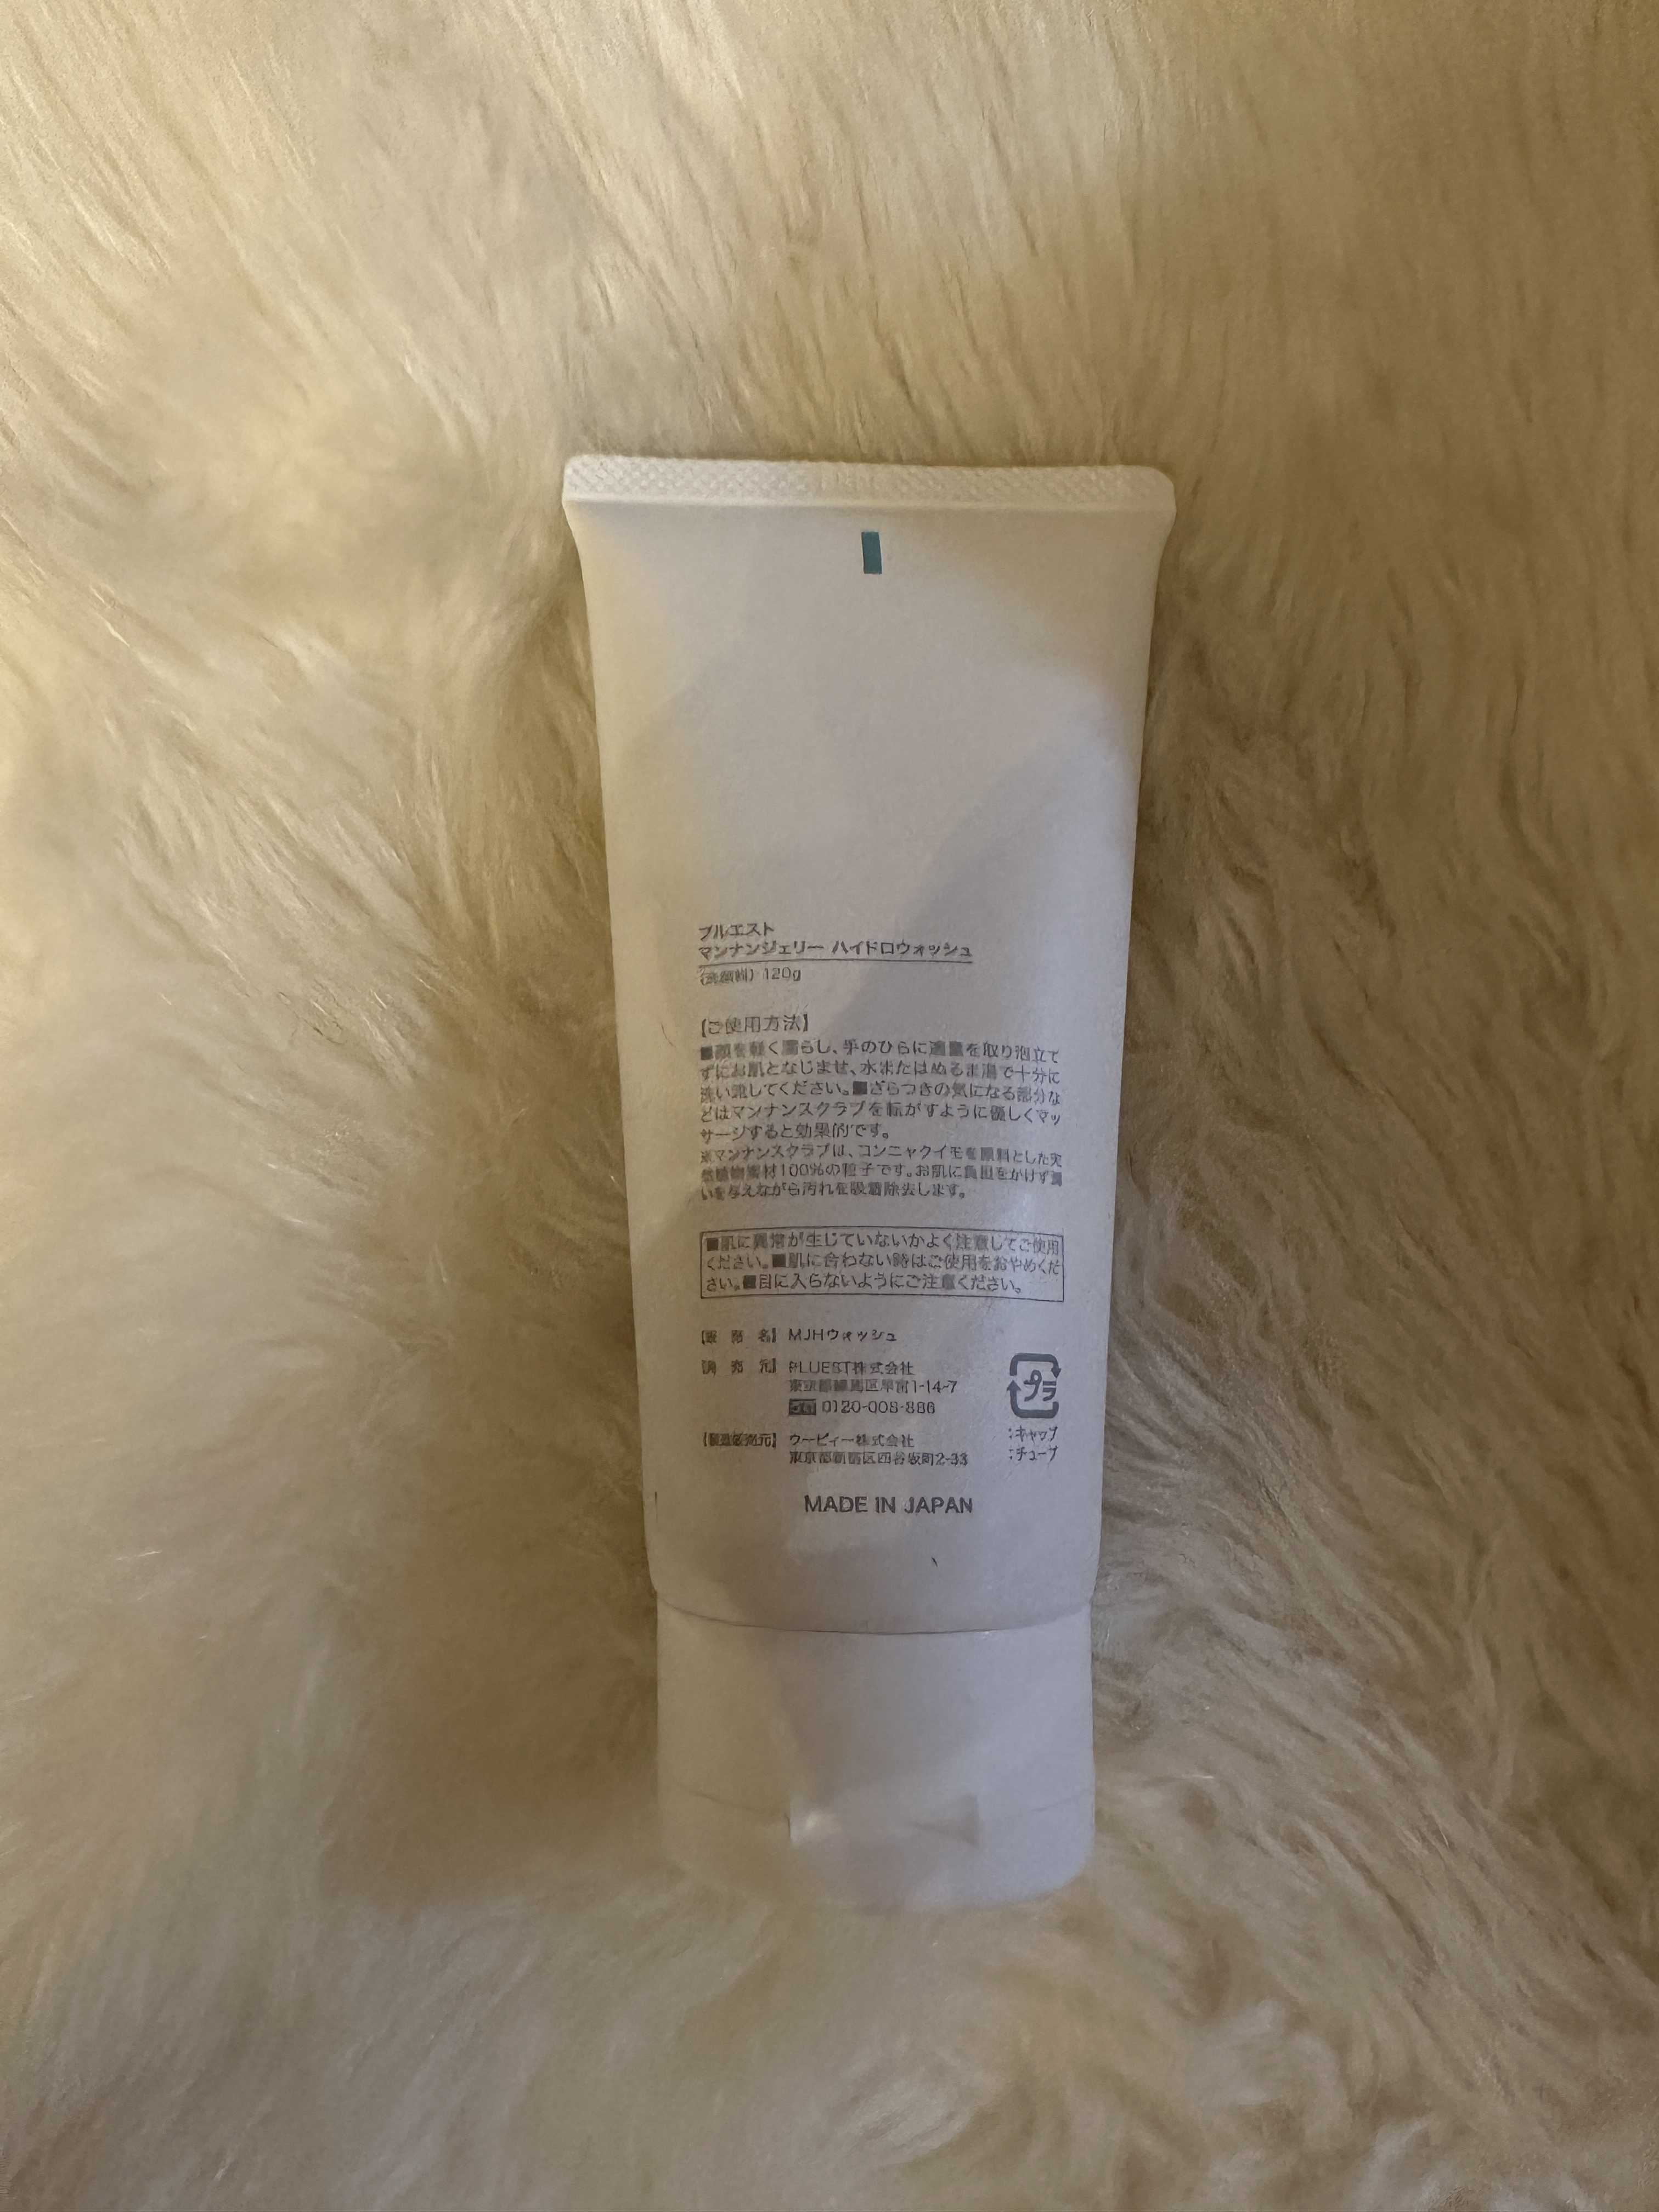 ブルエスト
マンナンジェリー ハイドロウォッシュ
(洗顔料) 120g
【ご使用方法】
■顔を軽く濡らし、手のひらに適量を取り泡立て
ずにお肌となじませ、水またはぬるま湯で十分に
洗い流してください。■ざらつきの気になる部分な
どはマンナンスクラブを転がすように優しくマッ
サージすると効果的です。
※マンナンスクラブは、コンニャクイモを原料とした天
然植物素材100%の粒子です。お肌に負担をかけず潤
いを与えながら汚れを吸着除去します。
■肌に異常が生じていないかよく注意してご使用
ください。■肌に合わない時はご使用をおやめくだ
さい。■目に入らないようにご注意ください。
【販売名】 MJHウォッシュ
【発売元】 BLUEST株式会社
東京都練馬区早宮1-14-7
0120-008-886
【製造販売元】 ウービィー株式会社
東京都新宿区四谷坂町2-33
プラ
:キャップ
:チューブ
MADE IN JAPAN